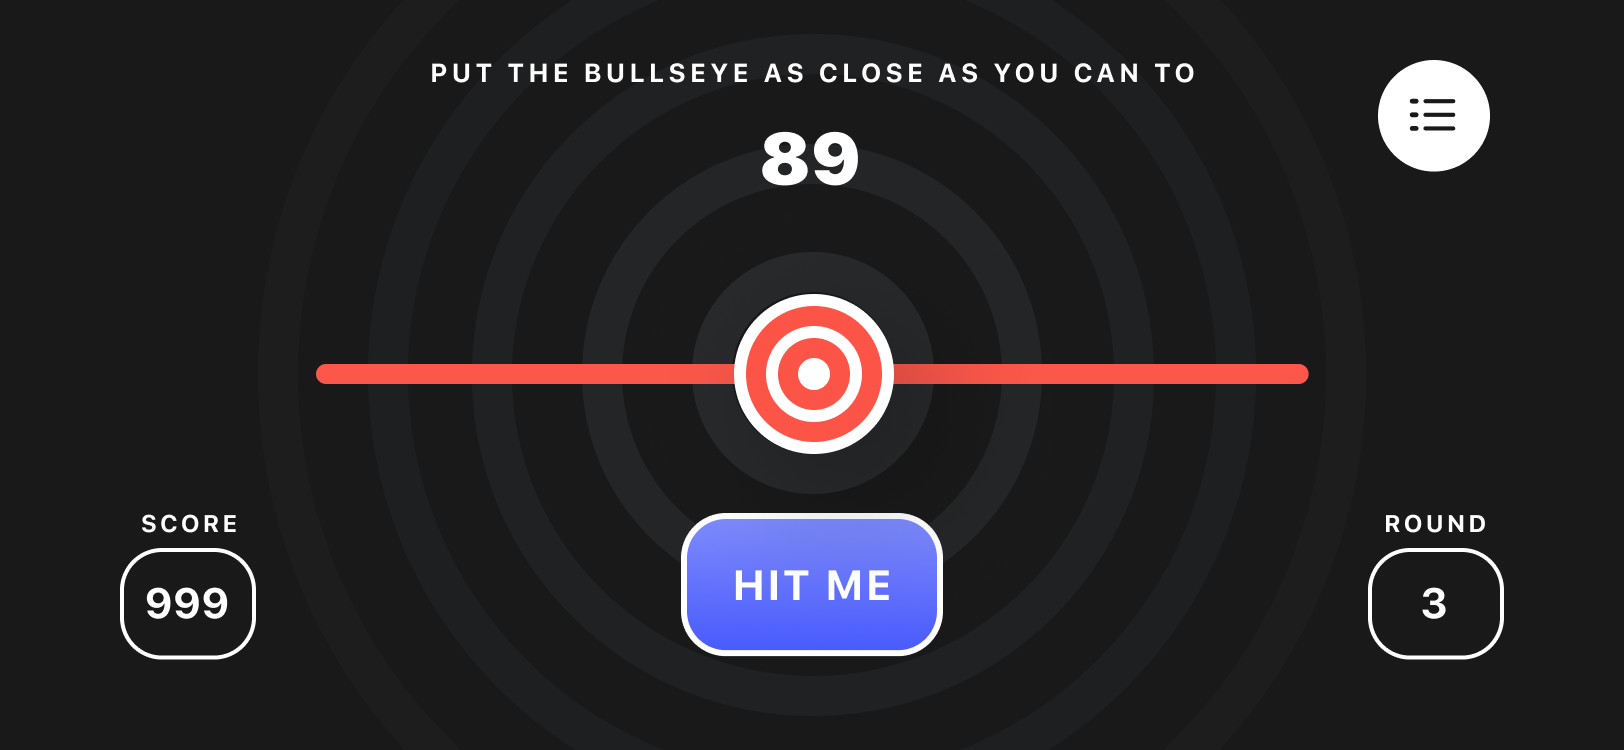 PUT THE BULLSEYE AS CLOSE AS YOU CAN TO
89
SCORE
999
HIT ME
ROUND
3